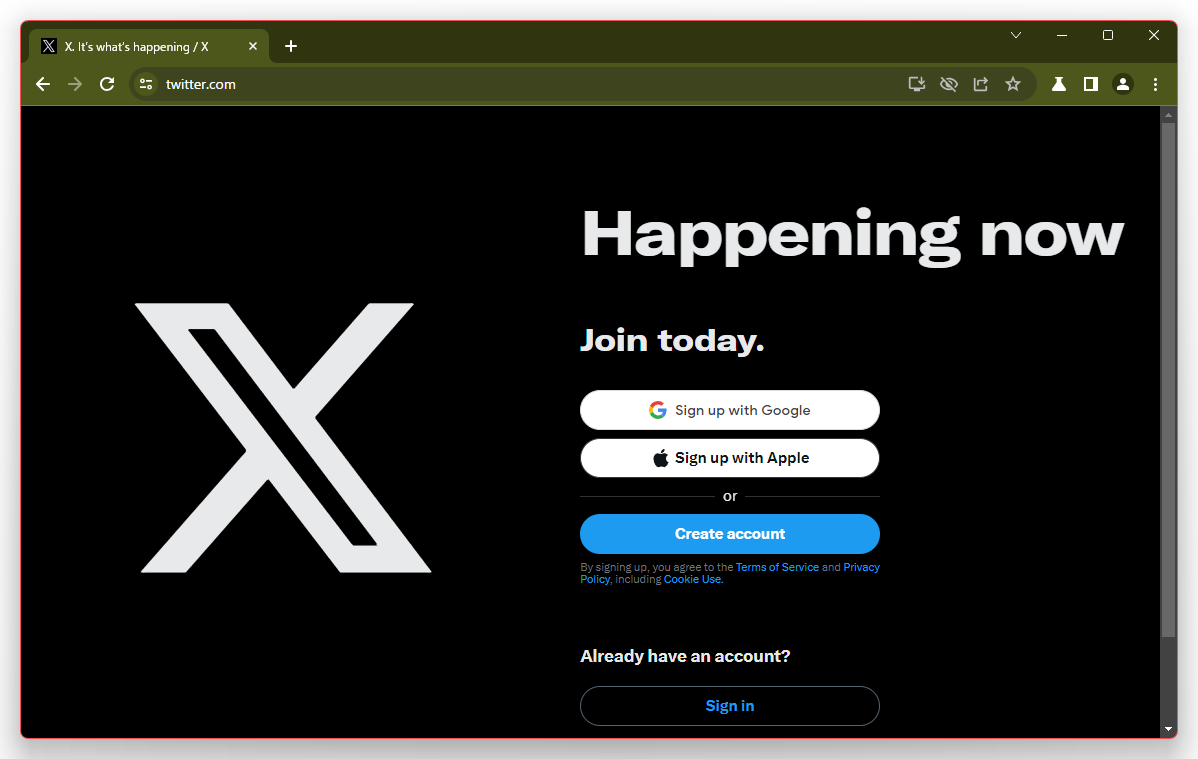 X. It's what's happening / X
twitter.com
Happening now
Join today.
Sign up with Google
Sign up with Apple
or
Create account
By signing up, you agree to the Terms of Service and Privacy
Policy, including Cookie Use.
Already have an account?
Sign in